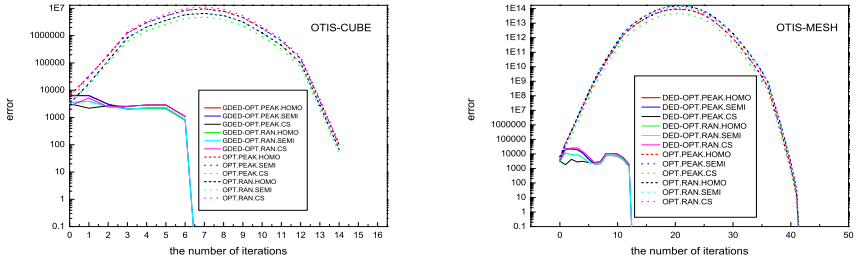 OTIS-CUBE
1E7
1000000
100000
10000
1000
100
10
1
0.1
error
0 1 2 3 4 5 6 7 8 9 10 11 12 13 14 15 16
the number of iterations
GDED-OPT.PEAK.HOMO
GDED-OPT.PEAK.SEMI
GDED-OPT.PEAK.CS
GDED-OPT.RAN.HOMO
GDED-OPT.RAN.SEMI
GDED-OPT.RAN.CS
OPT.PEAK.HOMO
OPT.PEAK.SEMI
OPT.PEAK.CS
OPT.RAN.HOMO
OPT.RAN.SEMI
OPT.RAN.CS
OTIS-MESH
1E14
1E13
1E12
1E11
1E10
1E9
1E8
1E7
1000000
100000
10000
1000
100
10
1
0.1
error
0 10 20 30 40 50
the number of iterations
DED-OPT.PEAK.HOMO
DED-OPT.PEAK.SEMI
DED-OPT.PEAK.CS
DED-OPT.RAN.HOMO
DED-OPT.RAN.SEMI
DED-OPT.RAN.CS
OPT.PEAK.HOMO
OPT.PEAK.SEMI
OPT.PEAK.CS
OPT.RAN.HOMO
OPT.RAN.SEMI
OPT.RAN.CS